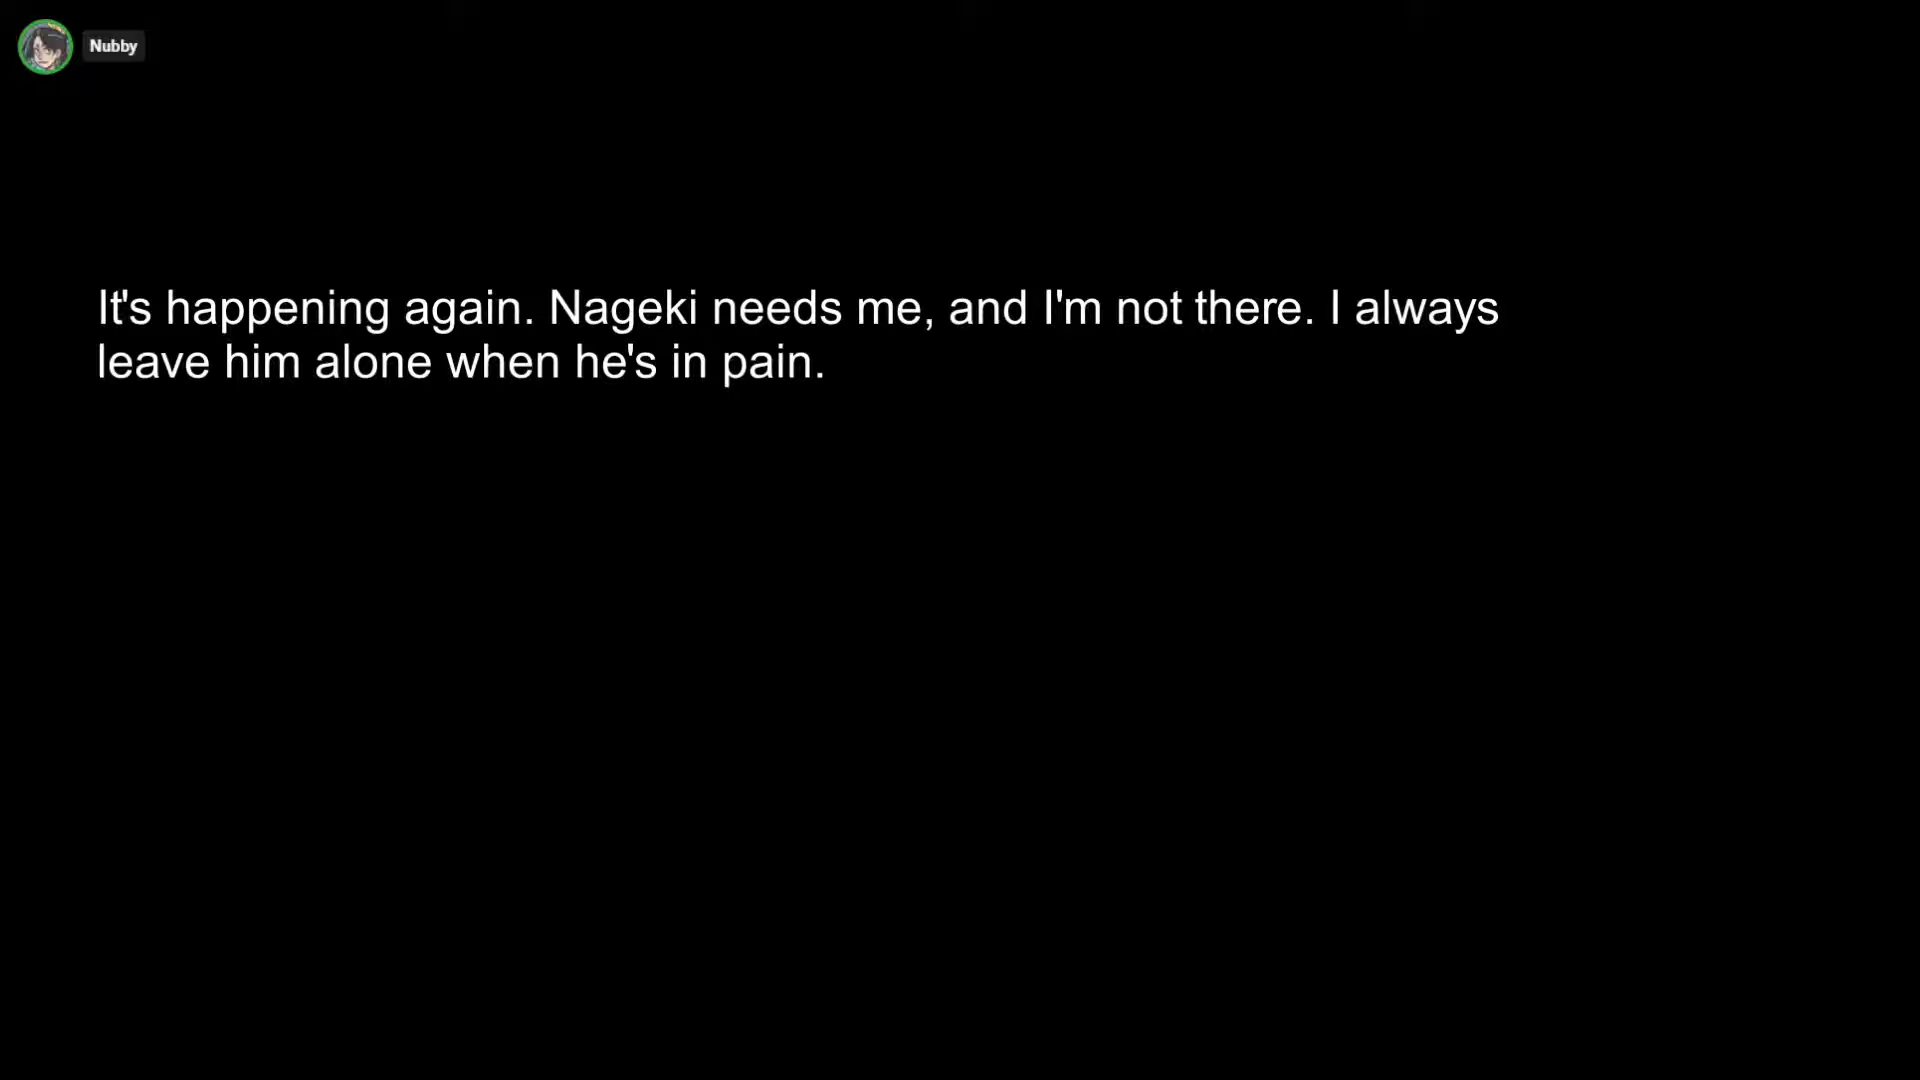 Nubby
It's happening again. Nageki needs me, and I'm not there. I always
leave him alone when he's in pain.